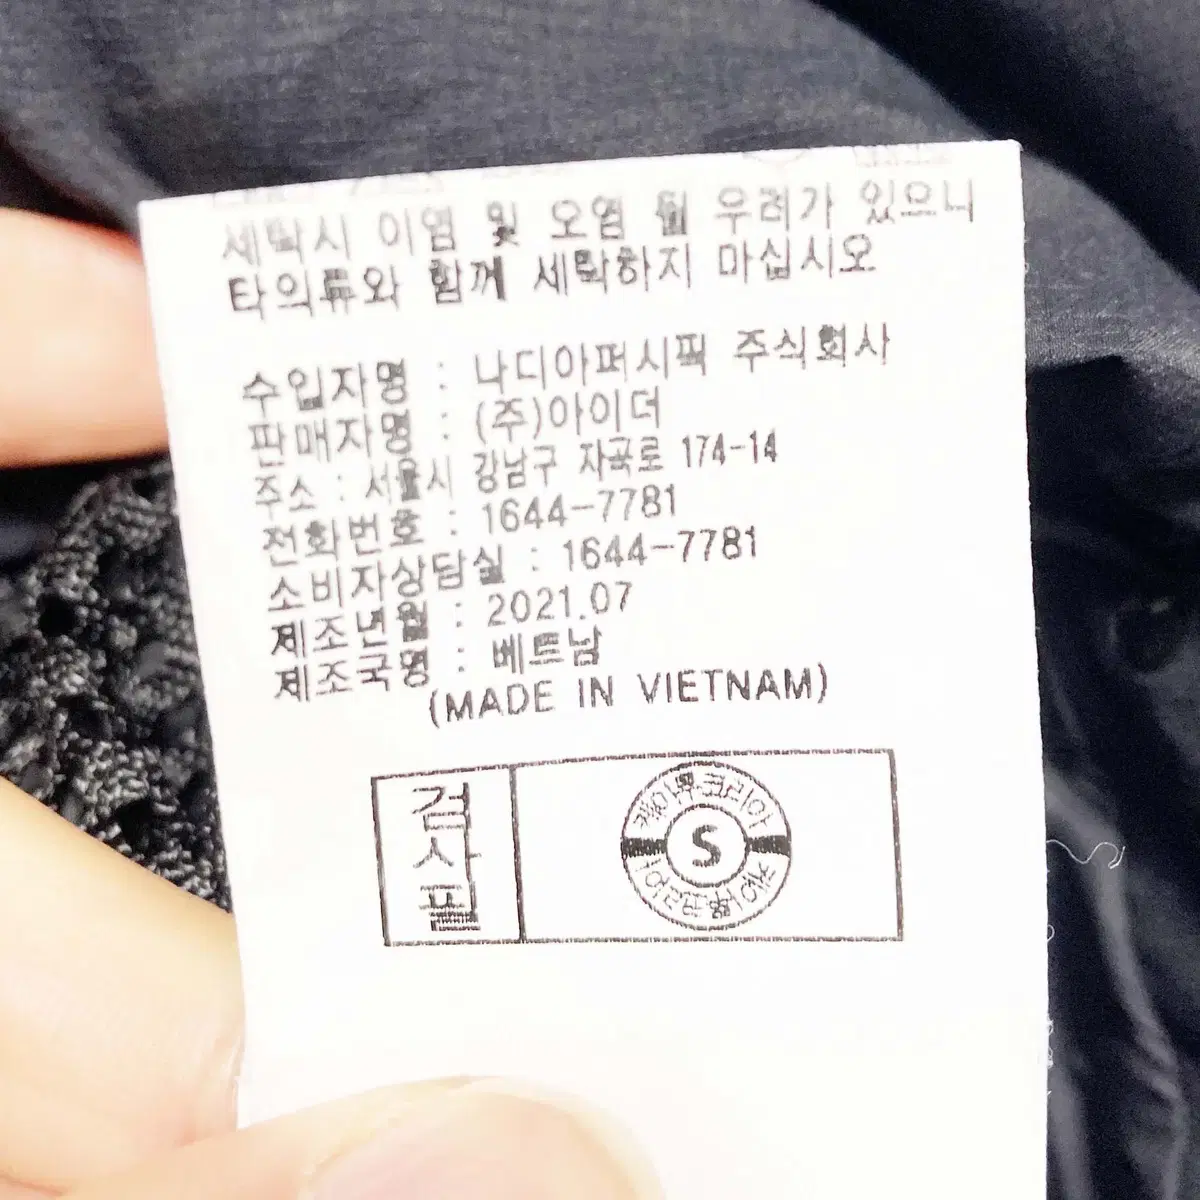 세탁시 이염 및 오염 될 우려가 있으니
타의류와 함께 세탁하지 마십시오
수입자명 : 나디아퍼시픽 주식회사
판매자명 : (주)아이더
주소 : 서울시 강남구 자곡로 174-14
전화번호 : 1644-7781
소비자상담실 : 1644-7781
제조년월 : 2021.07
제조국명 : 베트남
(MADE IN VIETNAM)
검사필
S